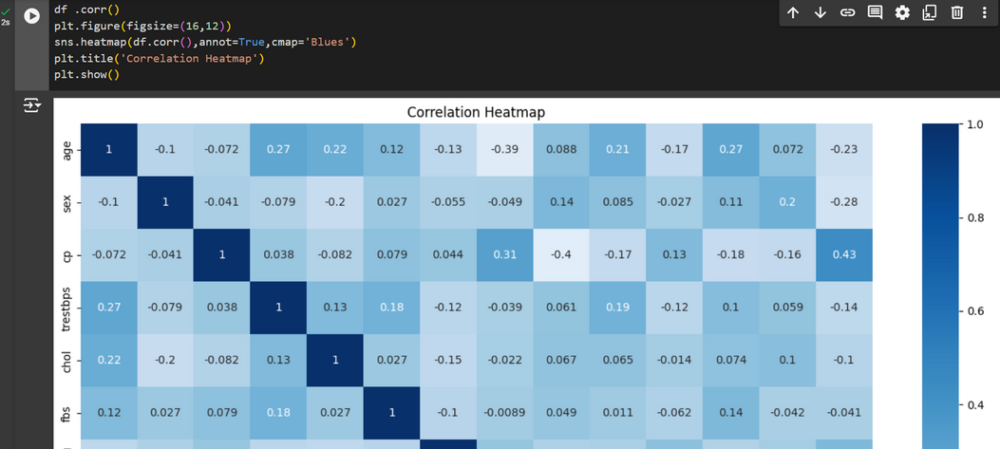 df .corr()
2s
plt.figure(figsize=(16,12))
sns.heatmap(df.corr(),annot=True,cmap='Blues')
plt.title('Correlation Heatmap')
plt.show()
Correlation Heatmap
age 1 -0.1 -0.072 0.27 0.22 0.12 -0.13 -0.39 0.088 0.21 -0.17 0.27 0.072 -0.23
sex -0.1 1 -0.041 -0.079 -0.2 0.027 -0.055 -0.049 0.14 0.085 -0.027 0.11 0.2 -0.28
cp -0.072 -0.041 1 0.038 -0.082 0.079 0.044 0.31 -0.4 -0.17 0.13 -0.18 -0.16 0.43
trestbps 0.27 -0.079 0.038 1 0.13 0.18 -0.12 -0.039 0.061 0.19 -0.12 0.1 0.059 -0.14
chol 0.22 -0.2 -0.082 0.13 1 0.027 -0.15 -0.022 0.067 0.065 -0.014 0.074 0.1 -0.1
fbs 0.12 0.027 0.079 0.18 0.027 1 -0.1 -0.0089 0.049 0.011 -0.062 0.14 -0.042 -0.041
1.0
0.8
0.6
0.4